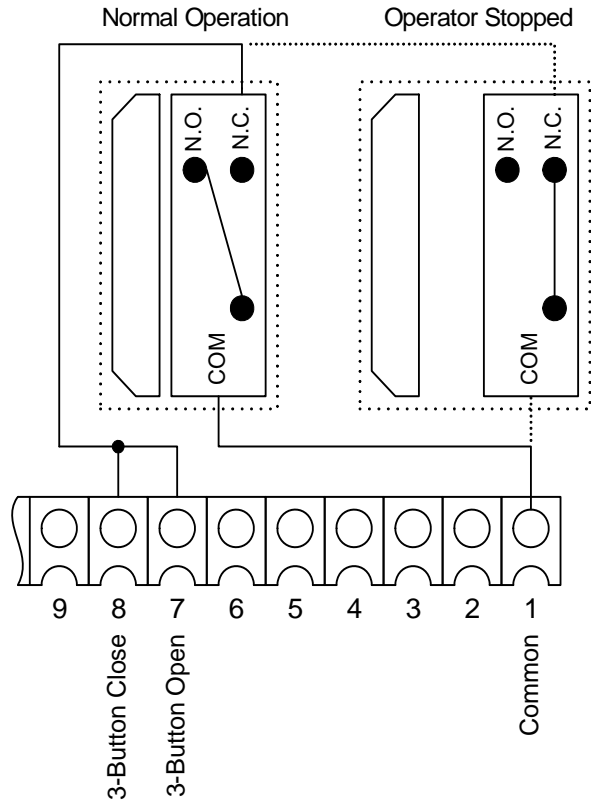 Normal Operation
Operator Stopped
N.O.
N.C.
COM
N.O.
N.C.
COM
9 8 7 6 5 4 3 2 1
3-Button Close
3-Button Open
Common